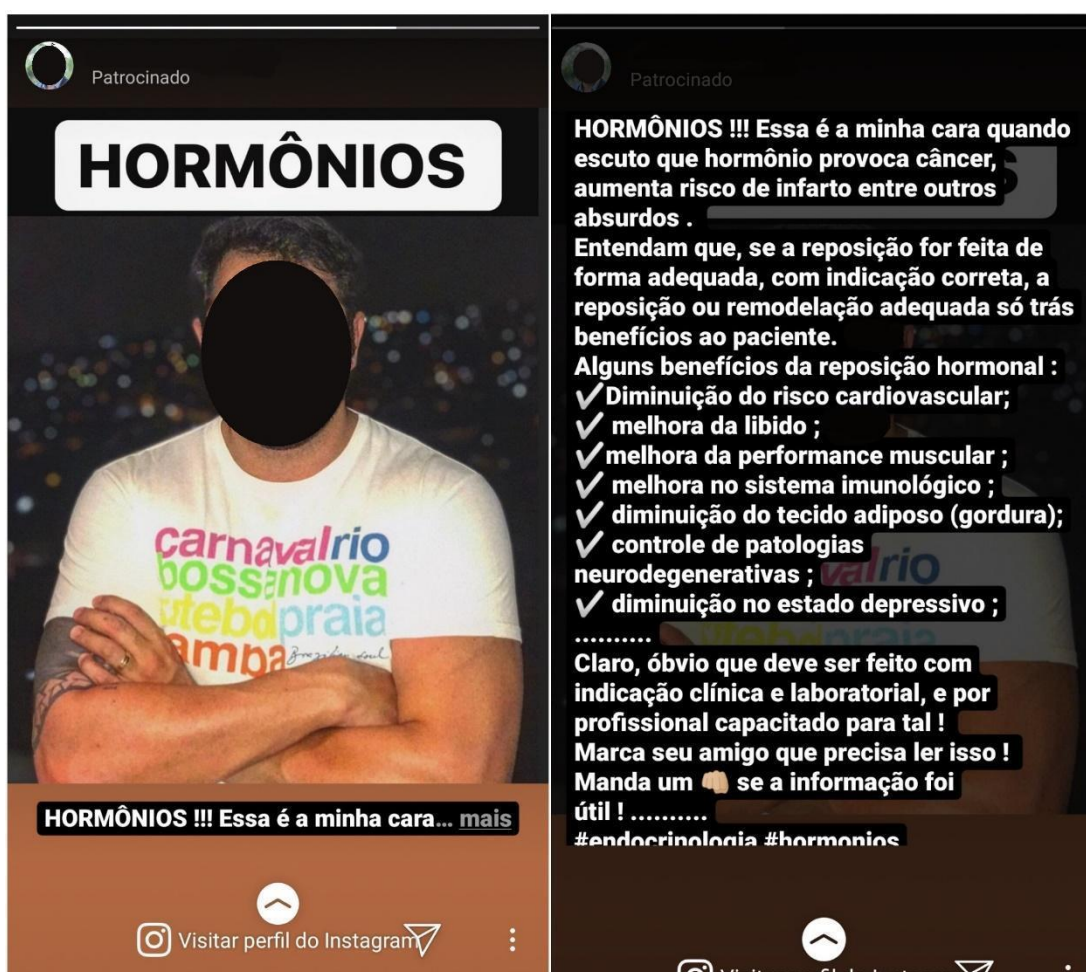 Patrocinado
HORMÔNIOS
carnavalrio
bossanova
futebolpraia
samba Brazilian soul
HORMÔNIOS !!! Essa é a minha cara... mais
Visitar perfil do Instagram
Patrocinado
HORMÔNIOS !!! Essa é a minha cara quando
escuto que hormônio provoca câncer,
aumenta risco de infarto entre outros
absurdos .
Entendam que, se a reposição for feita de
forma adequada, com indicação correta, a
reposição ou remodelação adequada só trás
benefícios ao paciente.
Alguns benefícios da reposição hormonal :
✓Diminuição do risco cardiovascular;
✓ melhora da libido ;
✓melhora da performance muscular ;
✓ melhora no sistema imunológico ;
✓ diminuição do tecido adiposo (gordura);
✓ controle de patologias
neurodegenerativas ;
✓ diminuição no estado depressivo ;
..........
Claro, óbvio que deve ser feito com
indicação clínica e laboratorial, e por
profissional capacitado para tal !
Marca seu amigo que precisa ler isso !
Manda um 👊🏻 se a informação foi
útil ! ..........
#endocrinologia #hormonios